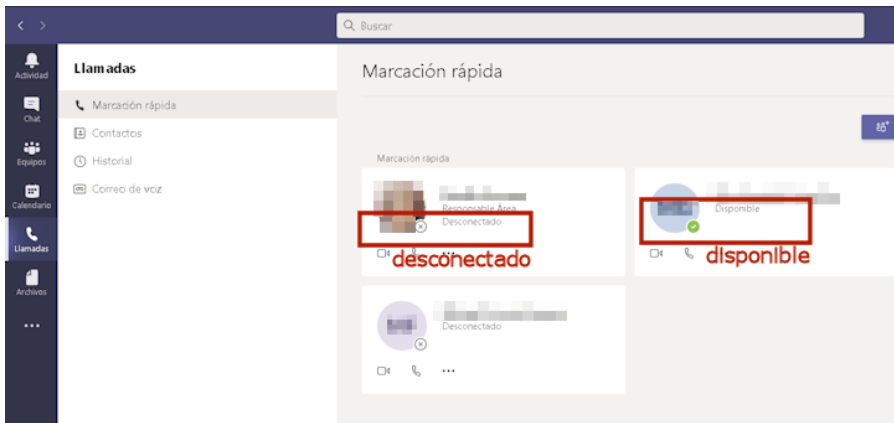 Buscar
Actividad
Chat
Equipos
Calendario
Llamadas
Archivos
Llamadas
Marcación rápida
Contactos
Historial
Correo de voz
Marcación rápida
Marcación rápida
Responsable Área
Desconectado
desconectado
Disponible
disponible
Desconectado